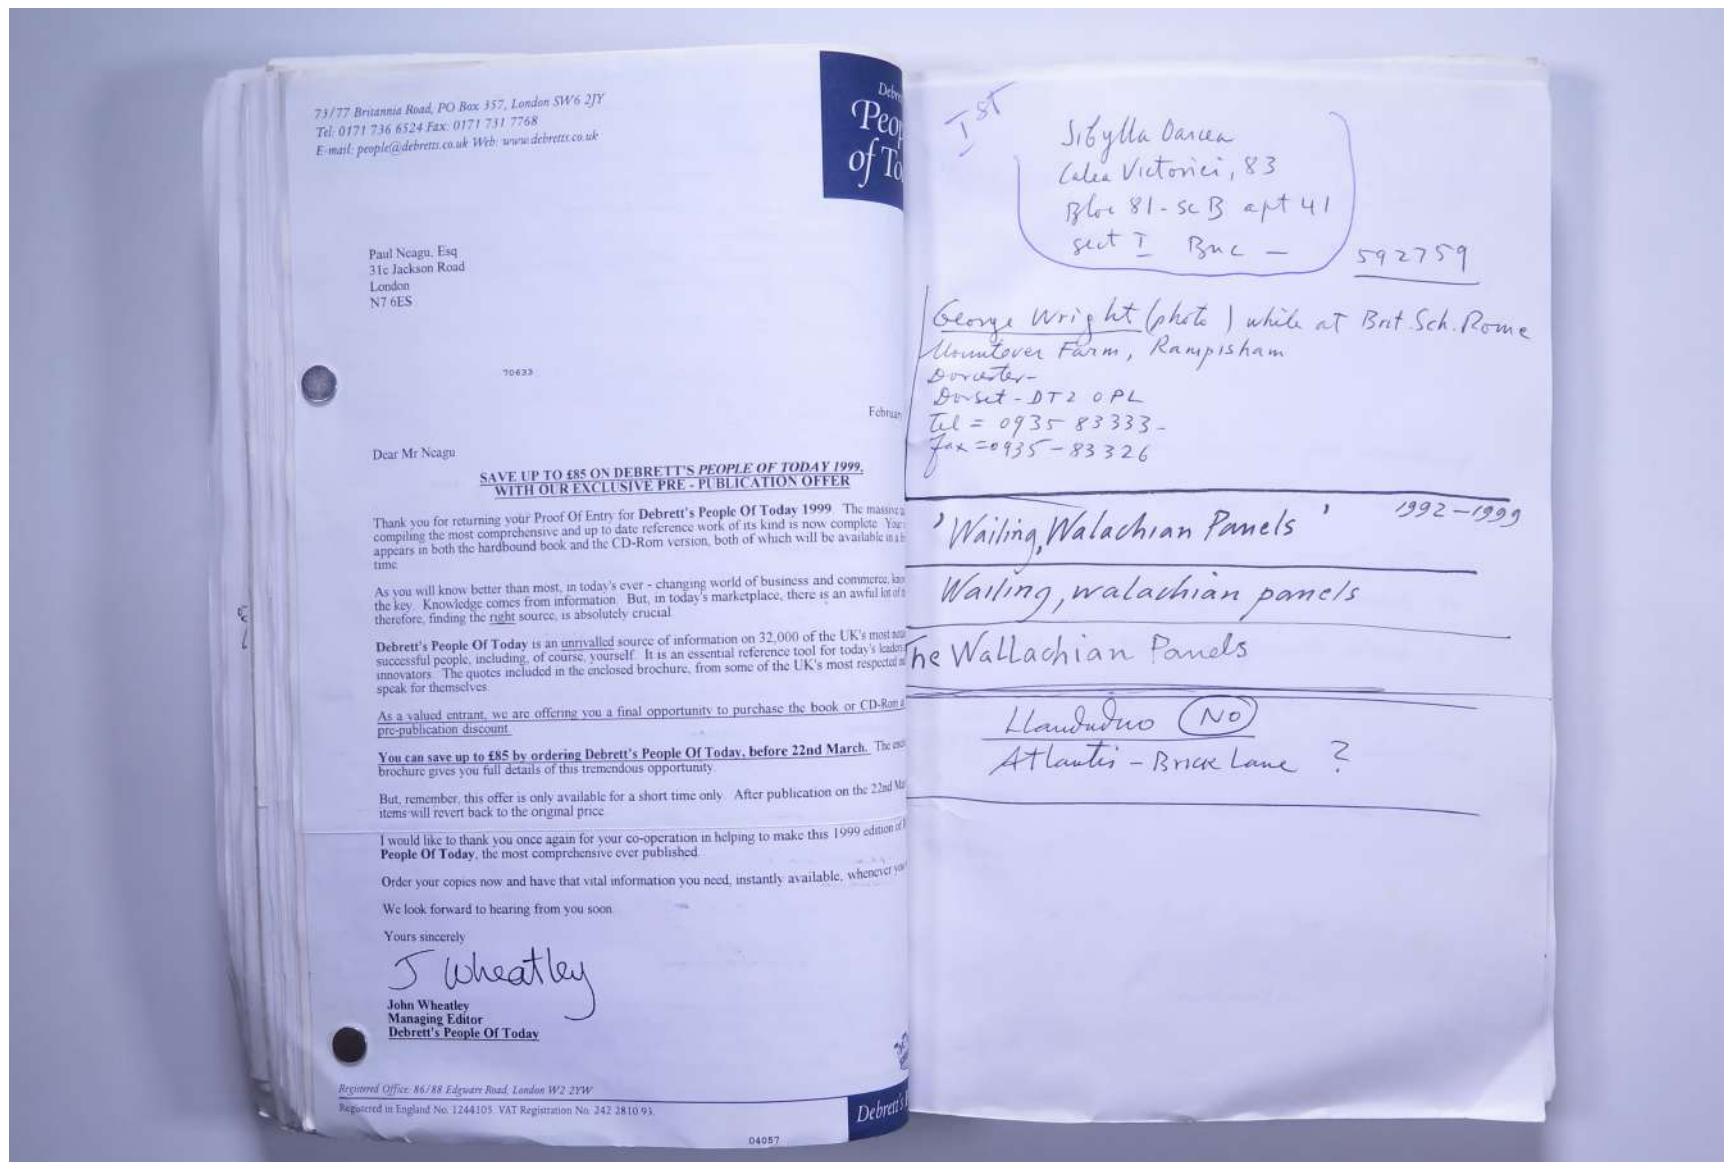 73/77 Britannia Road, PO Box 357, London SW6 2JY
Tel: 0171 736 6524 Fax: 0171 731 7768
E-mail: people@debretts.co.uk Web: www.debretts.co.uk
Paul Neagu, Esq
31c Jackson Road
London
N7 6ES
70633
Dear Mr Neagu
SAVE UP TO £85 ON DEBRETT'S PEOPLE OF TODAY 1999,
WITH OUR EXCLUSIVE PRE - PUBLICATION OFFER
Thank you for returning your Proof Of Entry for Debrett's People Of Today 1999. The massive
compiling the most comprehensive and up to date reference work of its kind is now complete. Your
appears in both the hardbound book and the CD-Rom version, both of which will be available in a
time.
As you will know better than most, in today's ever - changing world of business and commerce,
the key. Knowledge comes from information. But, in today's marketplace, there is an awful lot of
therefore, finding the right source, is absolutely crucial.
Debrett's People Of Today is an unrivalled source of information on 32,000 of the UK's most
successful people, including, of course, yourself. It is an essential reference tool for today's
innovators. The quotes included in the enclosed brochure, from some of the UK's most respected
speak for themselves.
As a valued entrant, we are offering you a final opportunity to purchase the book or CD-Rom
pre-publication discount.
You can save up to £85 by ordering Debrett's People Of Today, before 22nd March. The
brochure gives you full details of this tremendous opportunity.
But, remember, this offer is only available for a short time only. After publication on the 22nd
items will revert back to the original price.
I would like to thank you once again for your co-operation in helping to make this 1999 edition of
People Of Today, the most comprehensive ever published.
Order your copies now and have that vital information you need, instantly available, whenever
We look forward to hearing from you soon.
Yours sincerely
J Wheatley
John Wheatley
Managing Editor
Debrett's People Of Today
Registered Office: 86/88 Edgware Road, London W2 2YW
Registered in England No. 1244105. VAT Registration No. 242 2810 93.
04057
Debrett's
of
Ist
Sibylla Oarcea
Calea Victoriei, 83
Bloc 81 - sc B apt 41
sect I Buc —
592759
George Wright (photo) while at Brit. Sch. Rome
Farm, Rampisham
Dorcester-
Dorset - DT2 0PL
Tel = 0935 83333 -
fax = 0935 - 83326
'Wailing, Walachian Panels' 1992-1999
Wailing, walachian panels
The Wallachian Panels
Llandudno NO
Atlantis - Brick Lane ?